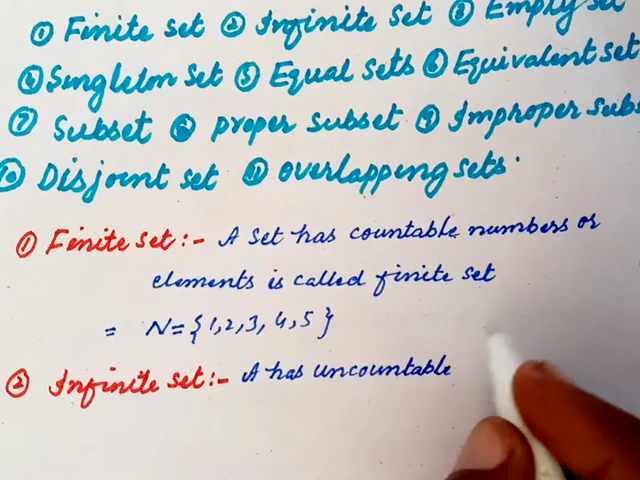 ① Finite set ② Infinite set ③ Empty set
④ Singleton set ⑤ Equal sets ⑥ Equivalent set
⑦ Subset ⑧ proper subset ⑨ Improper subs
⑩ Disjoint set ⑪ overlapping sets.
① Finite set :- A set has countable numbers or
elements is called finite set
= N = {1,2,3,4,5}
② Infinite set :- A has uncountable